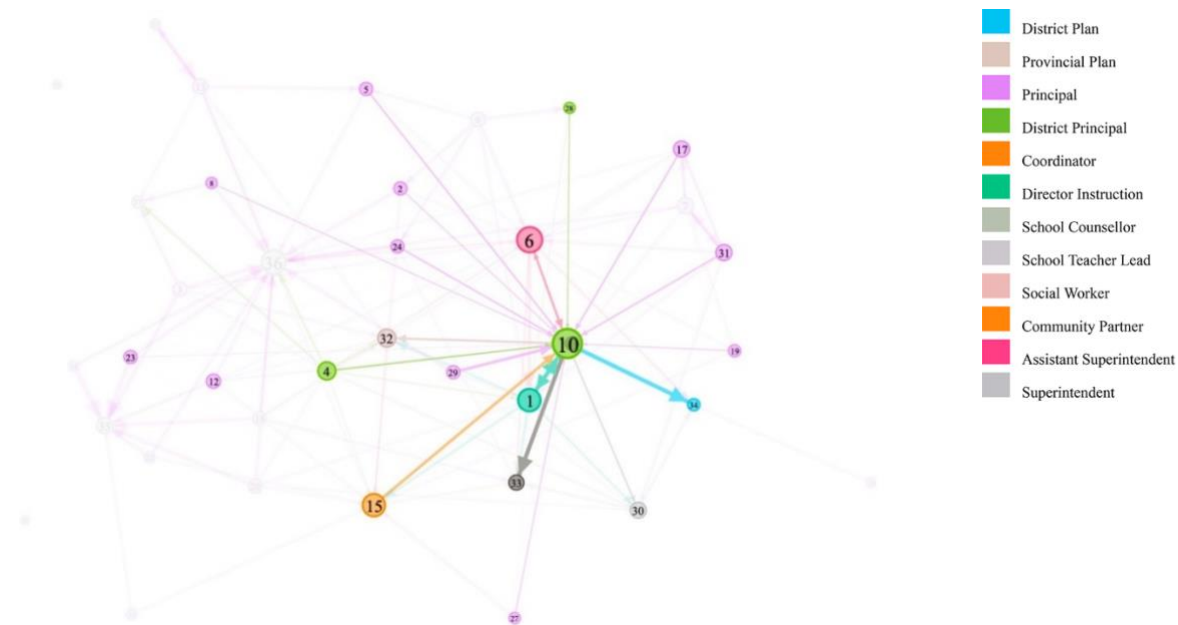 District Plan
Provincial Plan
Principal
District Principal
Coordinator
Director Instruction
School Counsellor
School Teacher Lead
Social Worker
Community Partner
Assistant Superintendent
Superintendent
5
28
17
8
2
6
24
31
36
32
10
19
23
4
29
12
1
34
33
15
30
27